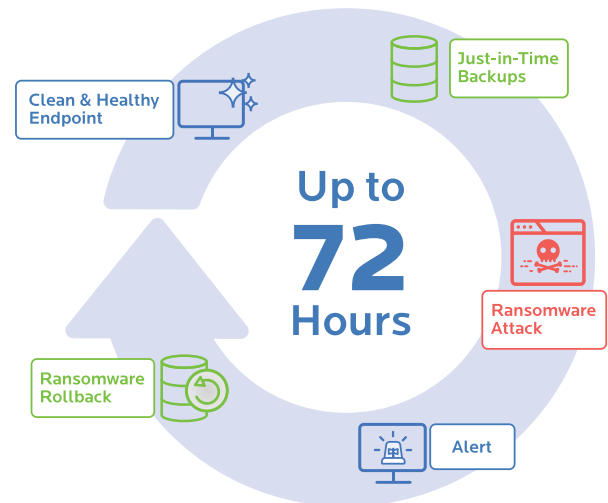 Clean & Healthy
Endpoint
Just-in-Time
Backups
Up to
72
Hours
Ransomware
Attack
Ransomware
Rollback
Alert